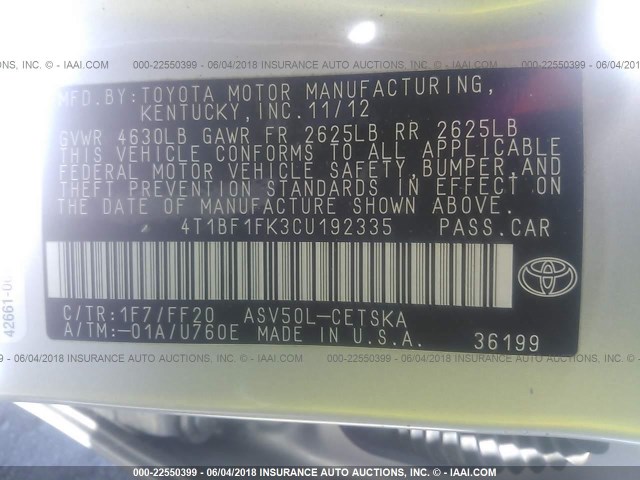 000-22550399 - 06/04/2018 INSURANCE AUTO AUCTIONS, INC. - © IAAI.COM
MFD.BY:TOYOTA MOTOR MANUFACTURING,
KENTUCKY, INC. 11/12
GVWR 4630LB GAWR FR 2625LB RR 2625LB
THIS VEHICLE CONFORMS TO ALL APPLICABLE
FEDERAL MOTOR VEHICLE SAFETY, BUMPER, AND
THEFT PREVENTION STANDARDS IN EFFECT ON
THE DATE OF MANUFACTURE SHOWN ABOVE.
4T1BF1FK3CU192335 PASS.CAR
C/TR:1F7/FF20 ASV50L-CETSKA
A/TM:-01A/U760E MADE IN U.S.A. 36199
000-22550399 - 06/04/2018 INSURANCE AUTO AUCTIONS, INC. - © IAAI.COM
000-22550399 - 06/04/2018 INSURANCE AUTO AUCTIONS, INC. - © IAAI.COM